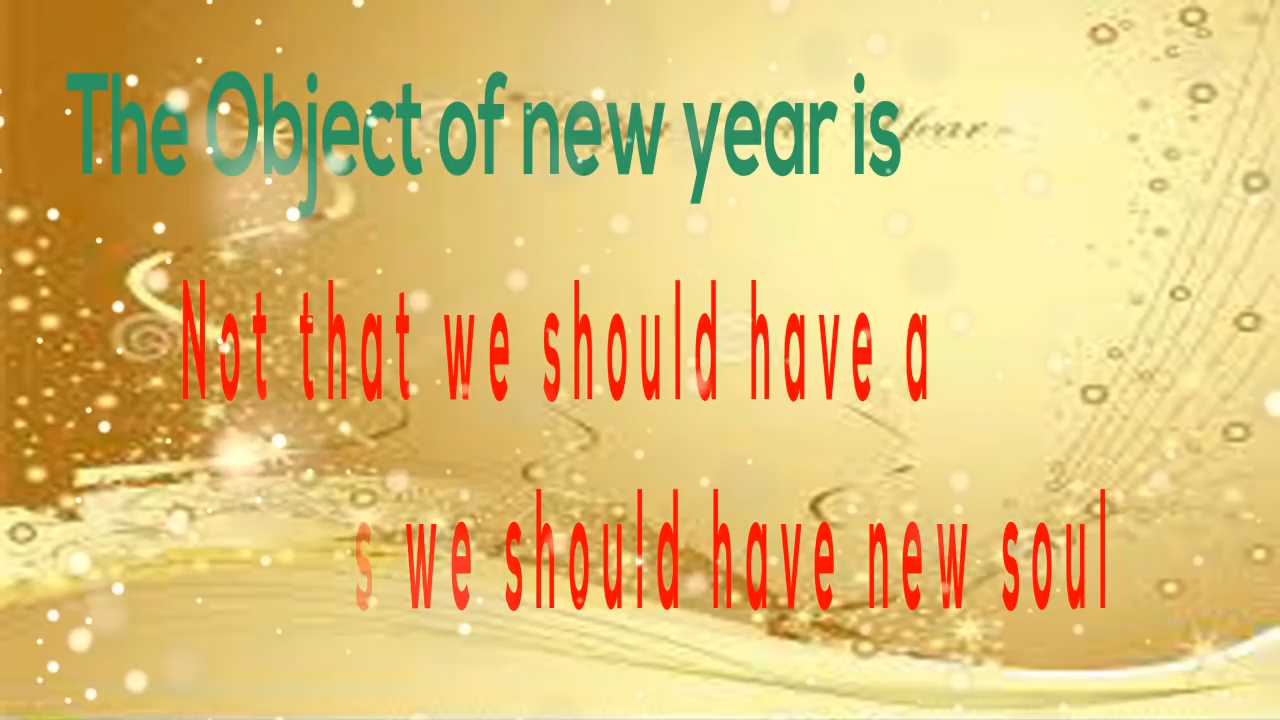 The Object of new year is
Not that we should have a
s we should have new soul